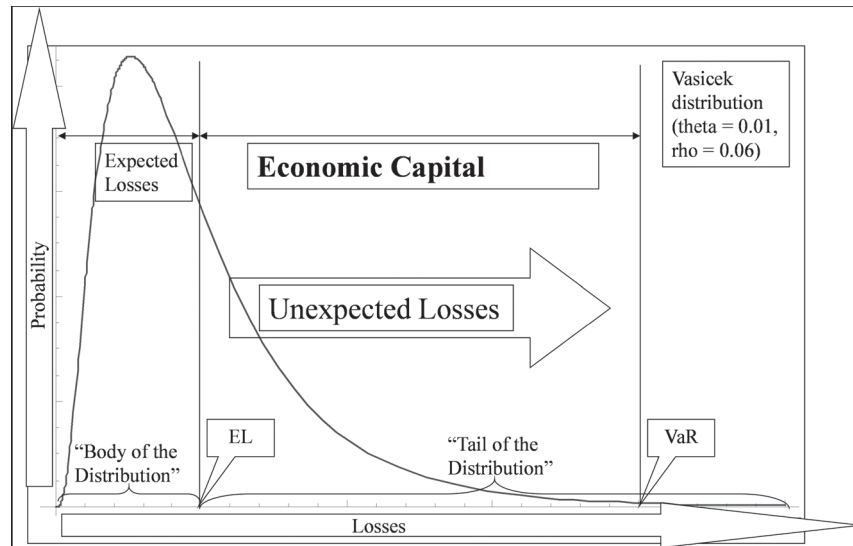 Vasicek
distribution
(theta = 0.01,
rho = 0.06)
Expected
Losses
Economic Capital
Unexpected Losses
Probability
EL
VaR
“Body of the
Distribution”
“Tail of the
Distribution”
Losses